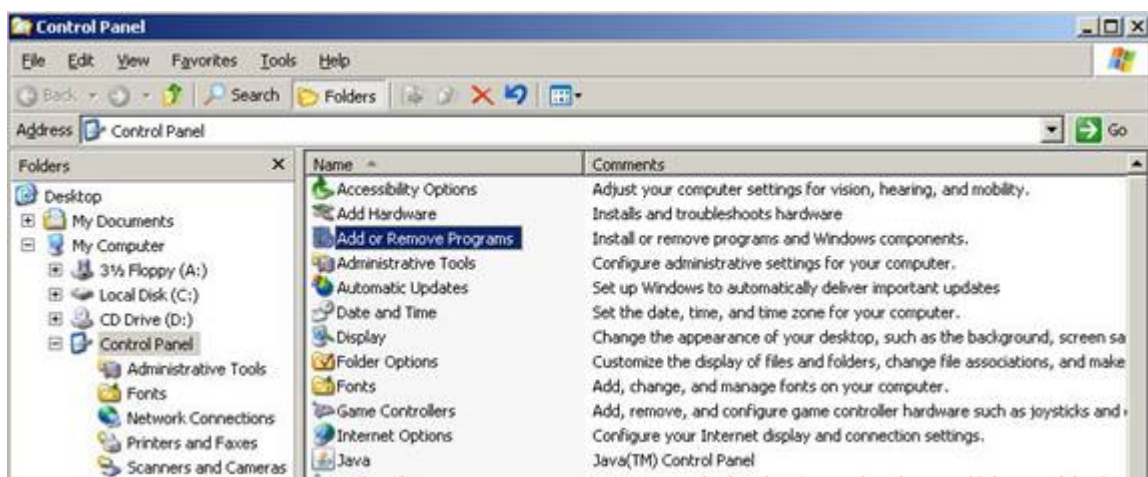 Control Panel
File Edit View Favorites Tools Help
Back Search Folders
Address Control Panel Go
Folders
Desktop
My Documents
My Computer
3½ Floppy (A:)
Local Disk (C:)
CD Drive (D:)
Control Panel
Administrative Tools
Fonts
Network Connections
Printers and Faxes
Scanners and Cameras
Name Comments
Accessibility Options Adjust your computer settings for vision, hearing, and mobility.
Add Hardware Installs and troubleshoots hardware
Add or Remove Programs Install or remove programs and Windows components.
Administrative Tools Configure administrative settings for your computer.
Automatic Updates Set up Windows to automatically deliver important updates
Date and Time Set the date, time, and time zone for your computer.
Display Change the appearance of your desktop, such as the background, screen sa
Folder Options Customize the display of files and folders, change file associations, and make
Fonts Add, change, and manage fonts on your computer.
Game Controllers Add, remove, and configure game controller hardware such as joysticks and
Internet Options Configure your Internet display and connection settings.
Java Java(TM) Control Panel